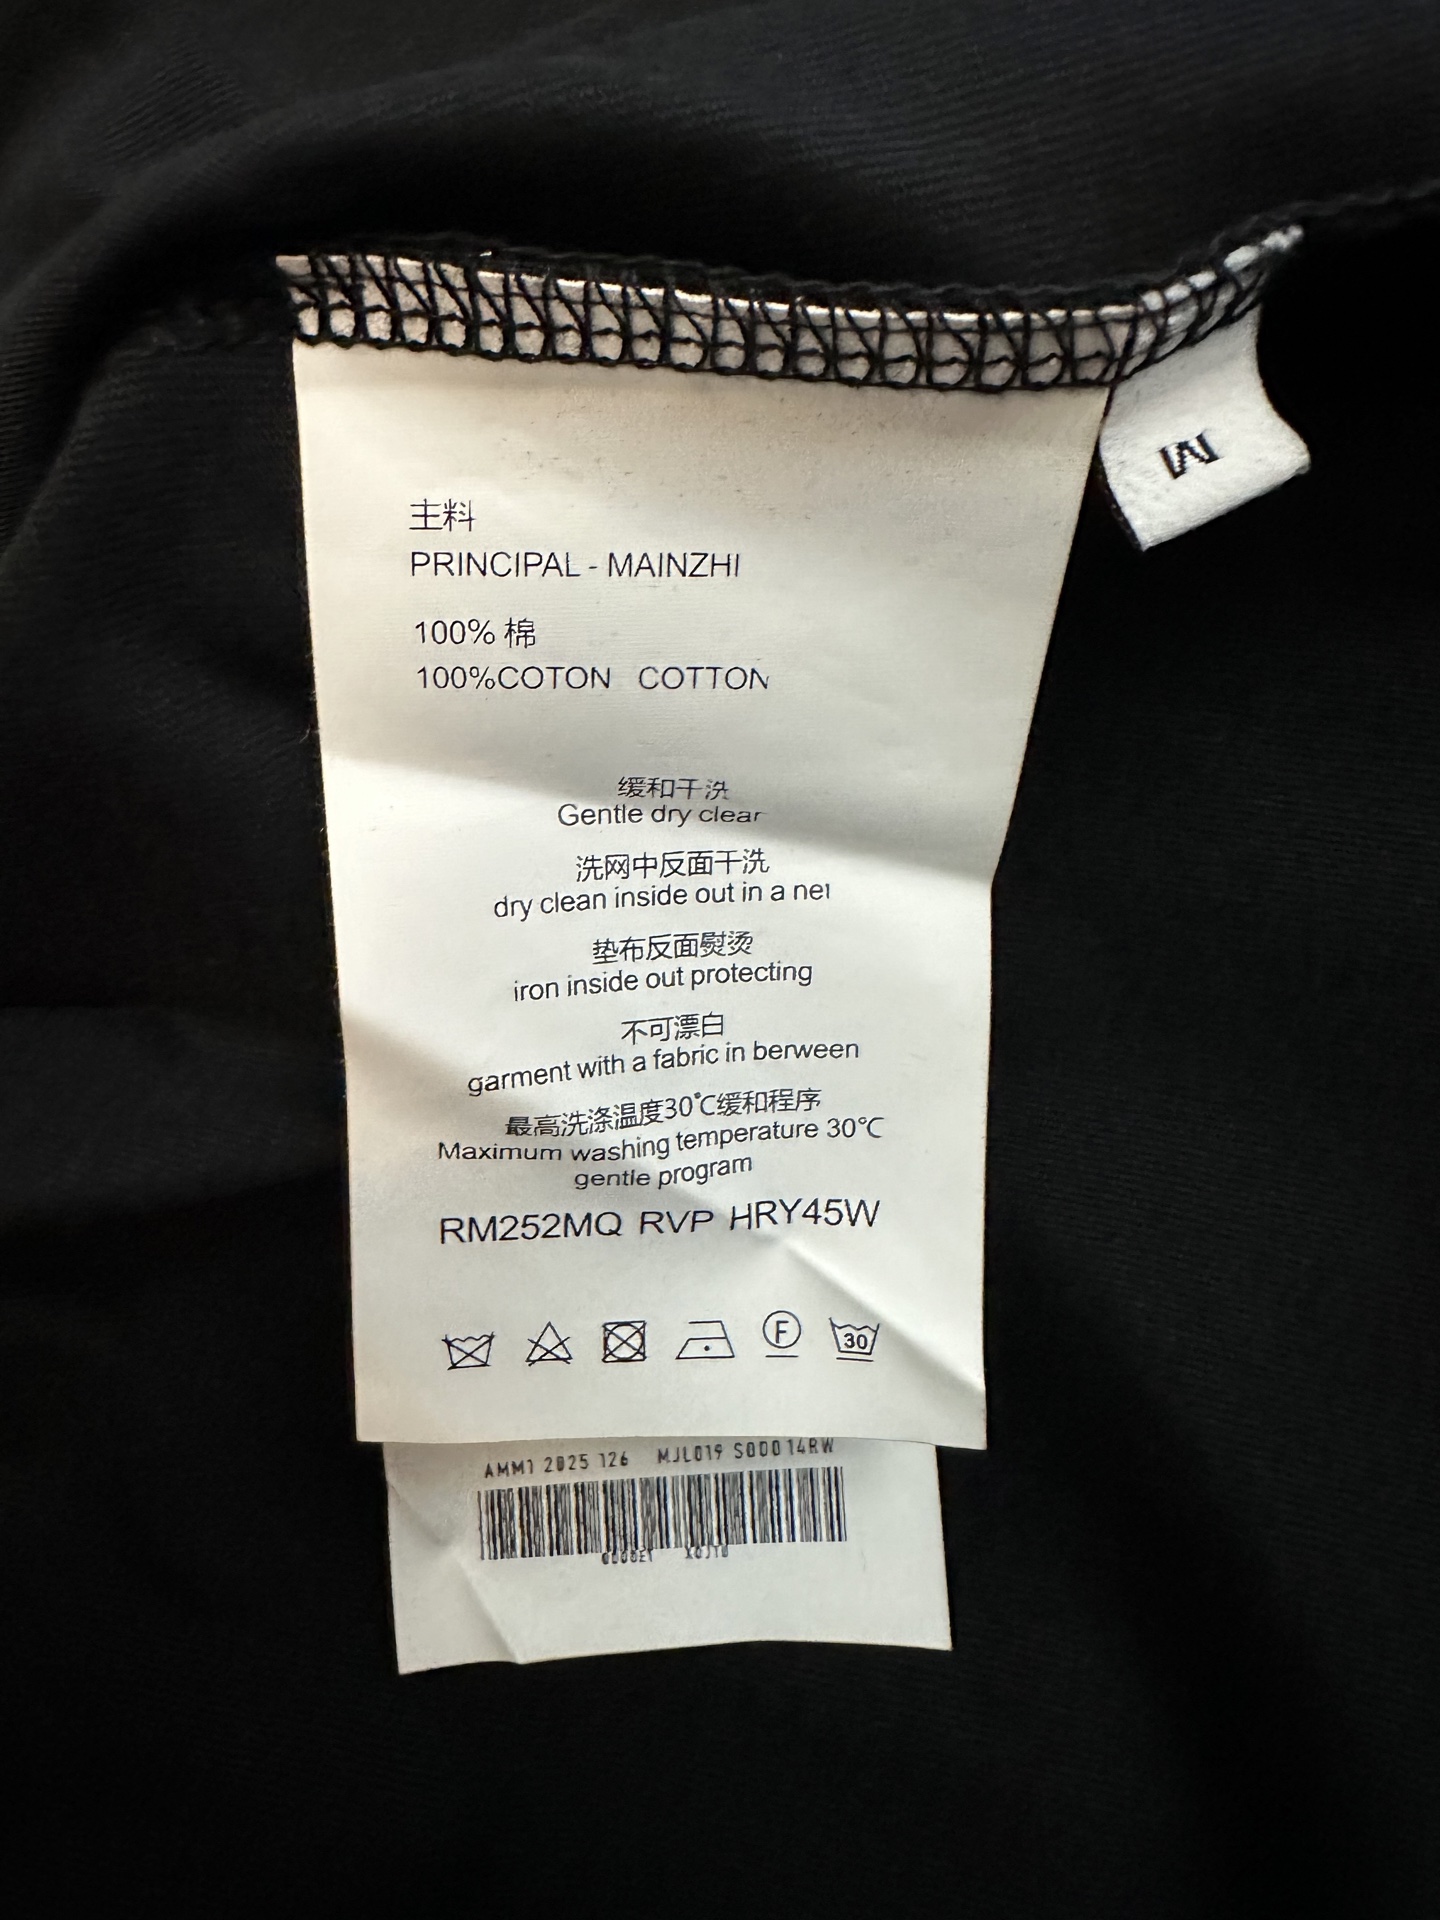 M
主料
PRINCIPAL - MAINZHI
100% 棉
100%COTON COTTON
缓和干洗
Gentle dry clear
洗网中反面干洗
dry clean inside out in a net
垫布反面熨烫
iron inside out protecting
不可漂白
garment with a fabric in berween
最高洗涤温度30℃缓和程序
Maximum washing temperature 30℃
gentle program
RM252MQ RVP HRY45W
F 30
AMM1 2025 126 MJL019 S000 14RW